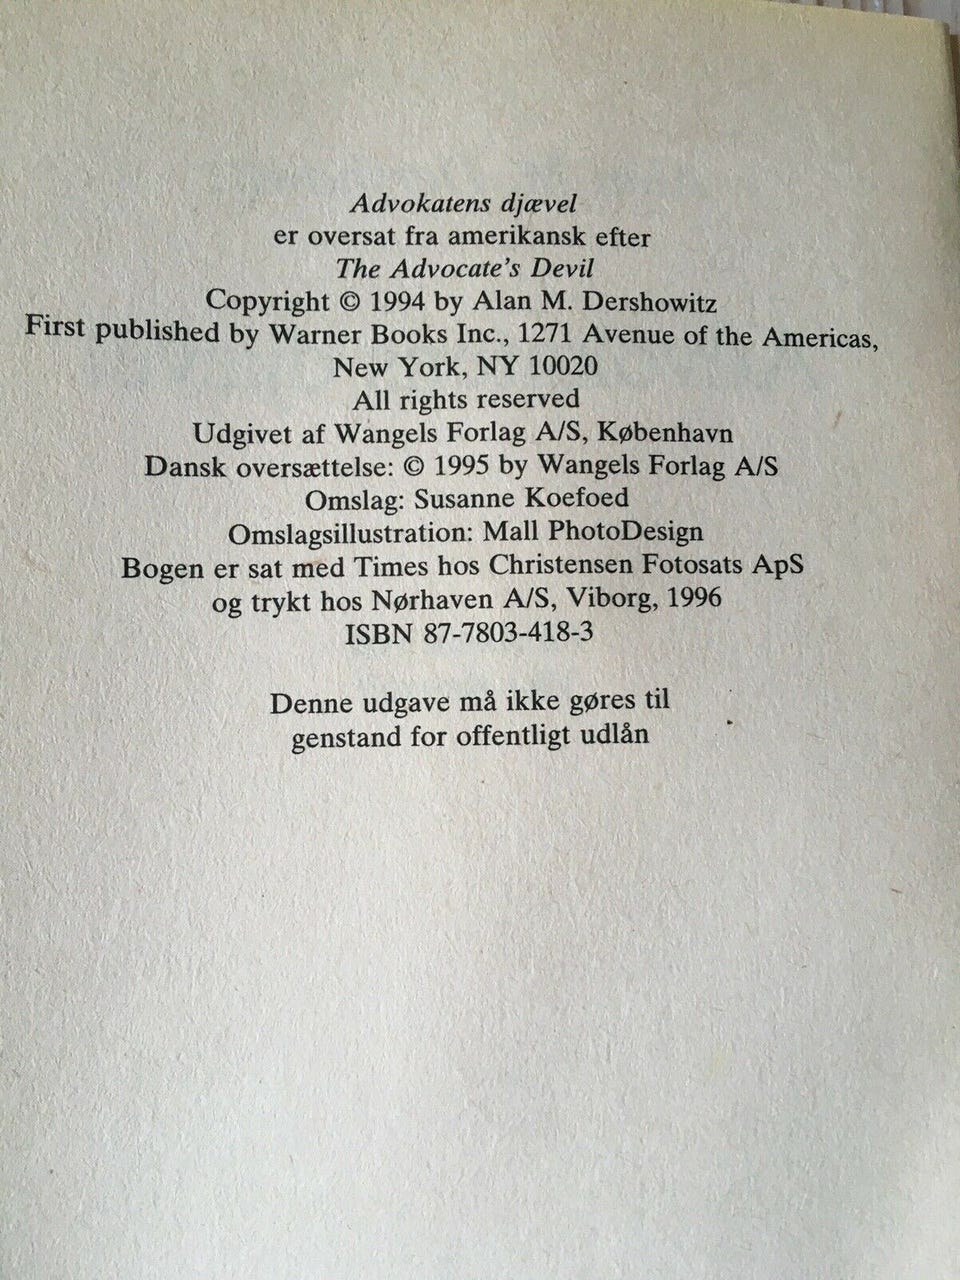 Advokatens djævel
er oversat fra amerikansk efter
The Advocate's Devil
Copyright © 1994 by Alan M. Dershowitz
First published by Warner Books Inc., 1271 Avenue of the Americas,
New York, NY 10020
All rights reserved
Udgivet af Wangels Forlag A/S, København
Dansk oversættelse: © 1995 by Wangels Forlag A/S
Omslag: Susanne Koefoed
Omslagsillustration: Mall PhotoDesign
Bogen er sat med Times hos Christensen Fotosats ApS
og trykt hos Nørhaven A/S, Viborg, 1996
ISBN 87-7803-418-3
Denne udgave må ikke gøres til
genstand for offentligt udlån